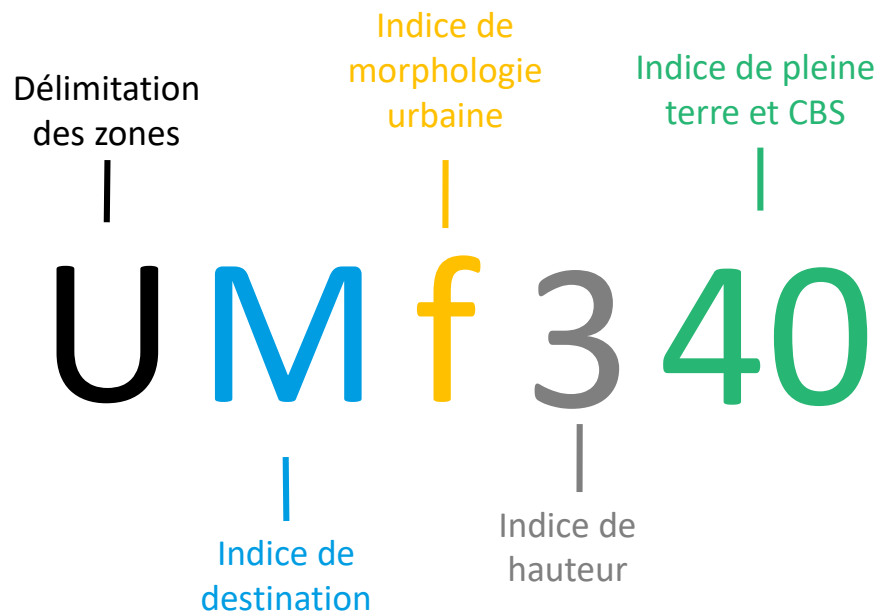 Délimitation
des zones
Indice de
morphologie
urbaine
Indice de pleine
terre et CBS
U M f 3 40
Indice de
destination
Indice de
hauteur